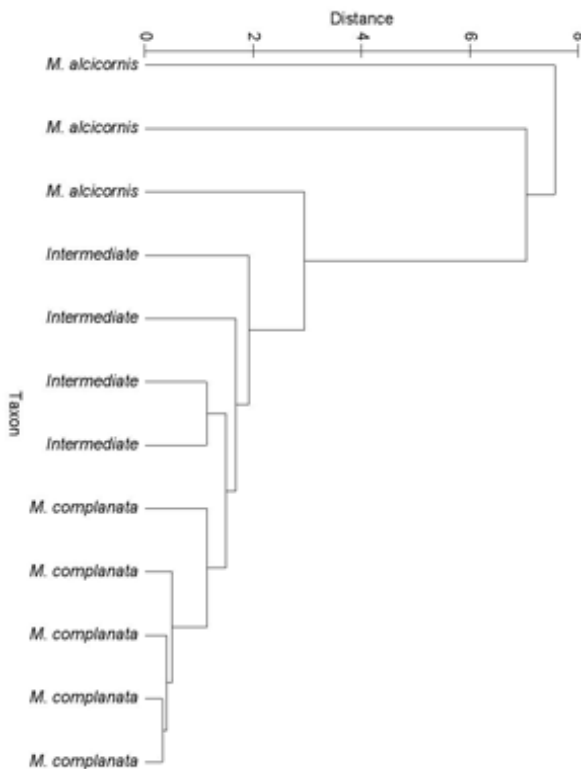 Distance
0 2 4 6 8
M. alcicornis
M. alcicornis
M. alcicornis
Intermediate
Intermediate
Intermediate
Intermediate
M. complanata
M. complanata
M. complanata
M. complanata
M. complanata
Taxon